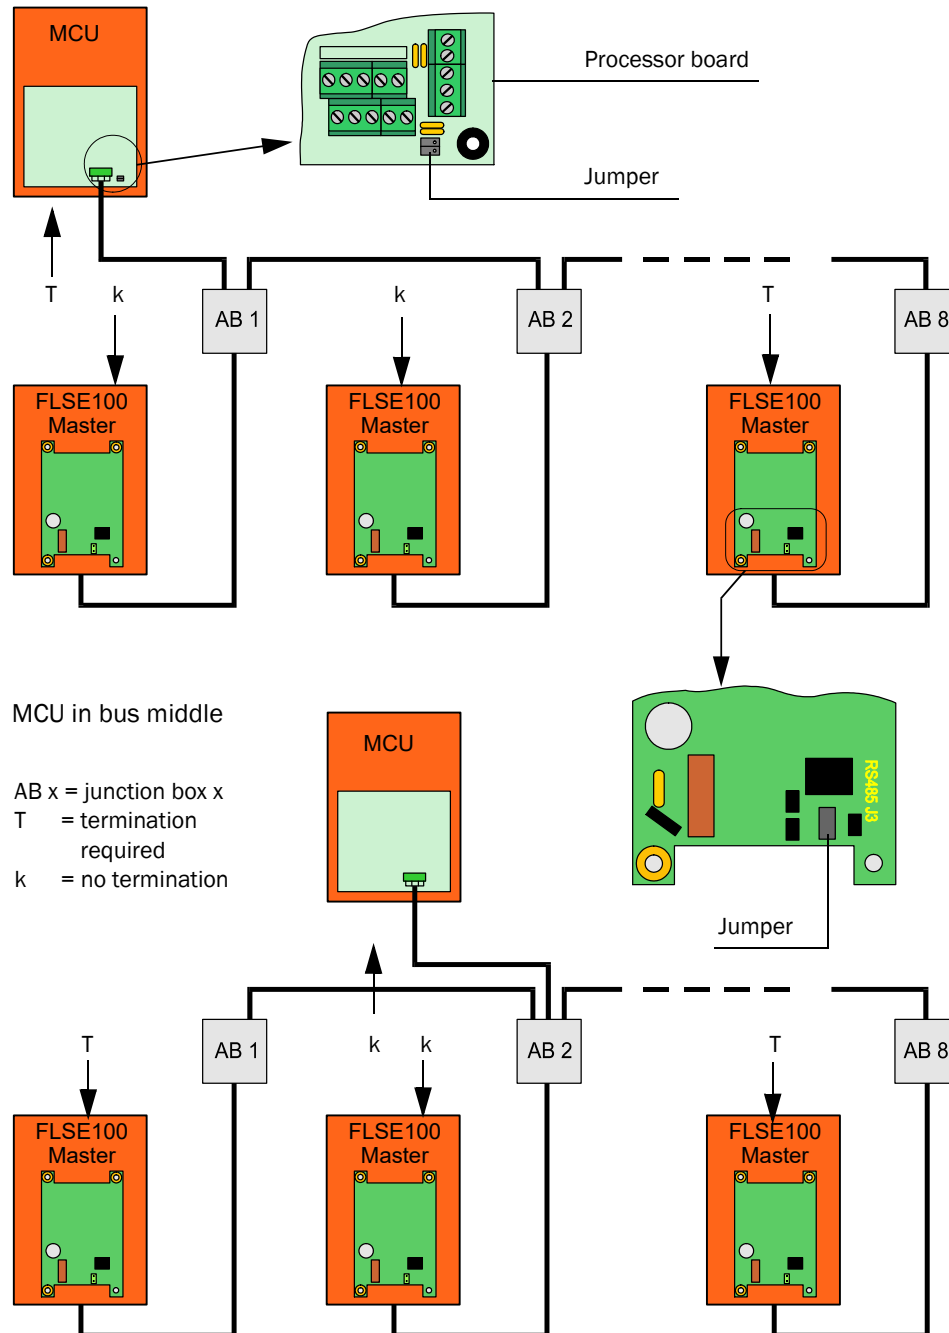 MCU
Processor board
Jumper
T
k
k
T
AB 1
AB 2
AB 8
FLSE100
Master
FLSE100
Master
FLSE100
Master
MCU in bus middle
MCU
AB x = junction box x
T = termination
required
k = no termination
RS485 J3
Jumper
T
k
k
T
AB 1
AB 2
AB 8
FLSE100
Master
FLSE100
Master
FLSE100
Master